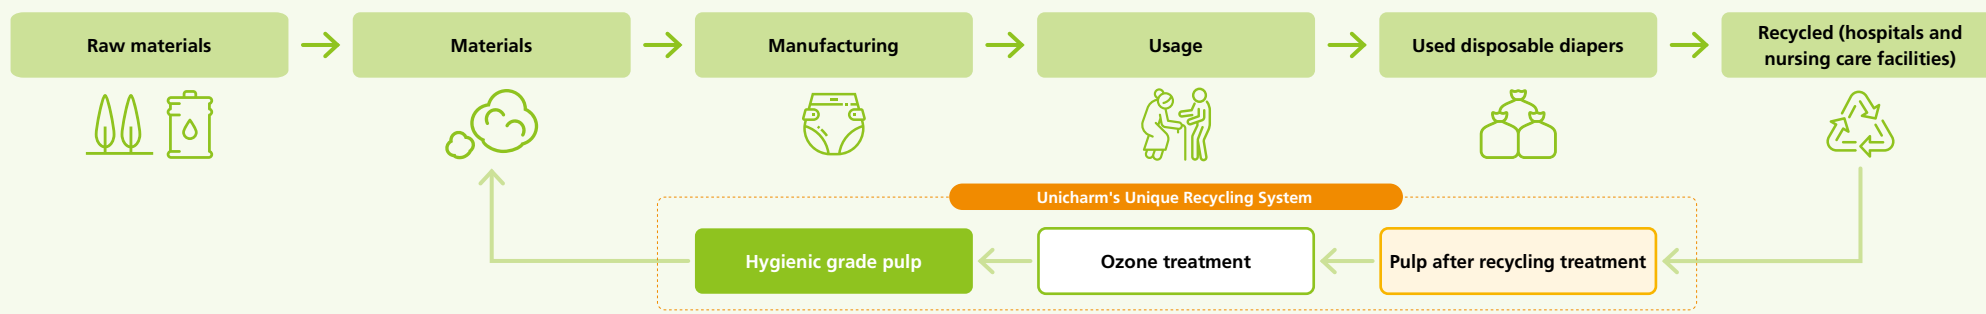 Raw materials
Materials
Manufacturing
Usage
Used disposable diapers
Recycled (hospitals and
nursing care facilities)
Unicharm's Unique Recycling System
Hygienic grade pulp
Ozone treatment
Pulp after recycling treatment